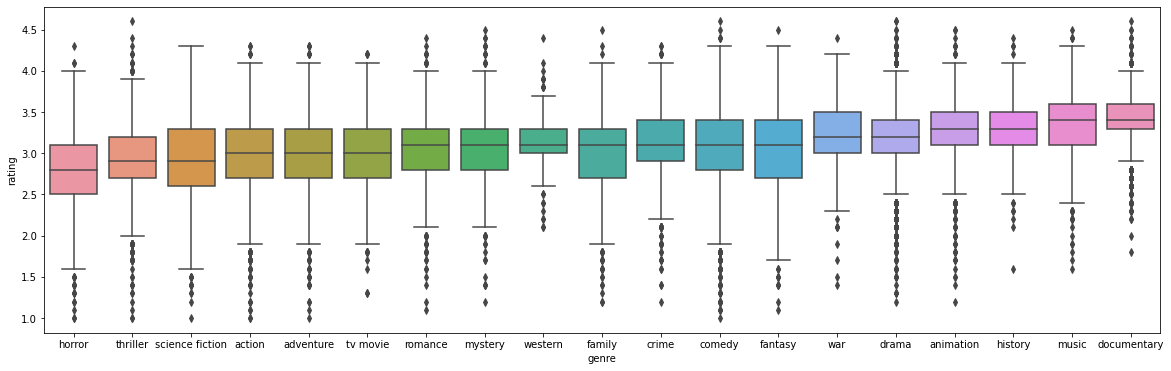 rating
4.5
4.0
3.5
3.0
2.5
2.0
1.5
1.0
horror thriller science fiction action adventure tv movie romance mystery western family crime comedy fantasy war drama animation history music documentary
genre